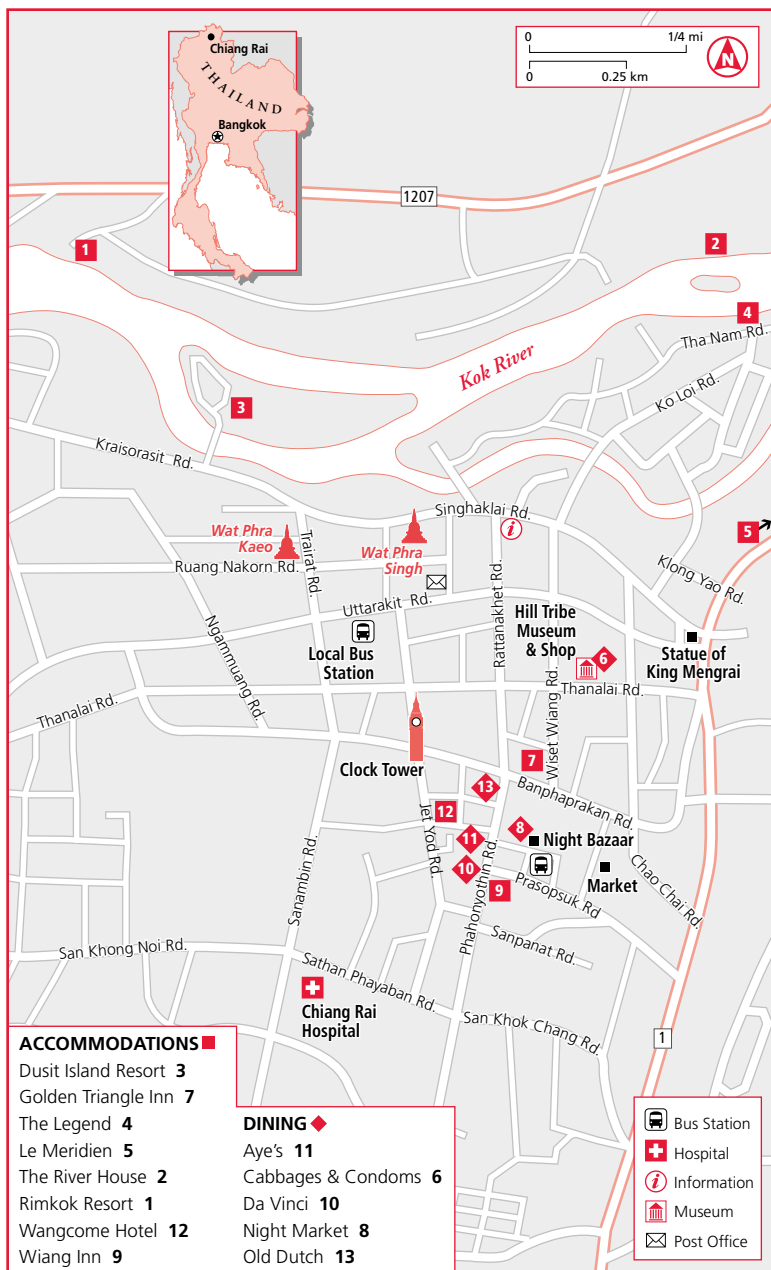 Chiang Rai
THAILAND
Bangkok
0 1/4 mi
0 0.25 km
N
1207
1
2
4
Tha Nam Rd.
Kok River
Ko Loi Rd.
3
Kraisorasit Rd.
Singhaklai Rd.
5
Wat Phra
Kaeo
Trairat Rd.
Wat Phra
Singh
Ruang Nakorn Rd.
Klong Yao Rd.
Rattanakhet Rd.
Uttarakit Rd.
Hill Tribe
Museum
& Shop
6
Local Bus
Station
Statue of
King Mengrai
Ngammuang Rd.
Thanalai Rd.
Thanalai Rd.
Wiset Wiang Rd.
Clock Tower
7
13
Banphaprakan Rd.
12
Jet Yod Rd.
11
8
Night Bazaar
10
9
Market
Chao Chai Rd.
Prasopsuk Rd
Phahonyothin Rd.
Sanambin Rd.
Sanpanat Rd.
San Khong Noi Rd.
Sathan Phayaban Rd.
Chiang Rai
Hospital
San Khok Chang Rd.
1
ACCOMMODATIONS
Dusit Island Resort 3
Golden Triangle Inn 7
The Legend 4
Le Meridien 5
The River House 2
Rimkok Resort 1
Wangcome Hotel 12
Wiang Inn 9
DINING
Aye's 11
Cabbages & Condoms 6
Da Vinci 10
Night Market 8
Old Dutch 13
Bus Station
Hospital
i Information
Museum
Post Office